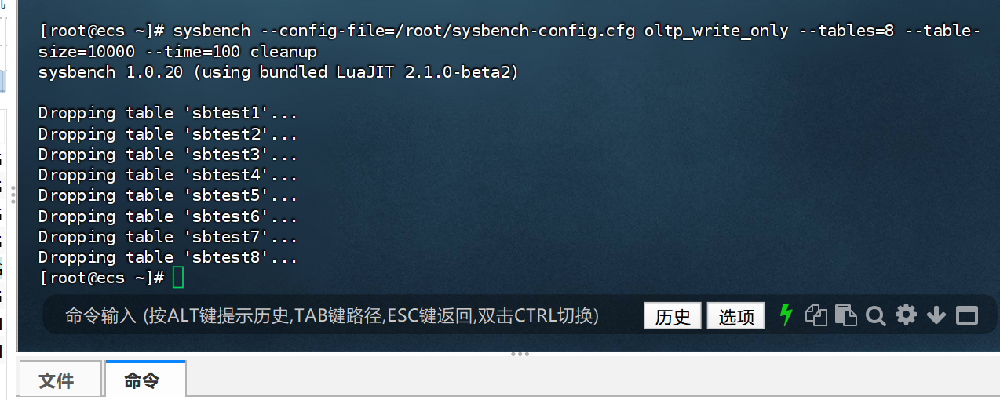 [root@ecs ~]# sysbench --config-file=/root/sysbench-config.cfg oltp_write_only --tables=8 --table-
size=10000 --time=100 cleanup
sysbench 1.0.20 (using bundled LuaJIT 2.1.0-beta2)
Dropping table 'sbtest1'...
Dropping table 'sbtest2'...
Dropping table 'sbtest3'...
Dropping table 'sbtest4'...
Dropping table 'sbtest5'...
Dropping table 'sbtest6'...
Dropping table 'sbtest7'...
Dropping table 'sbtest8'...
[root@ecs ~]#
命令输入 (按ALT键提示历史,TAB键路径,ESC键返回,双击CTRL切换) 历史 选项
文件 命令